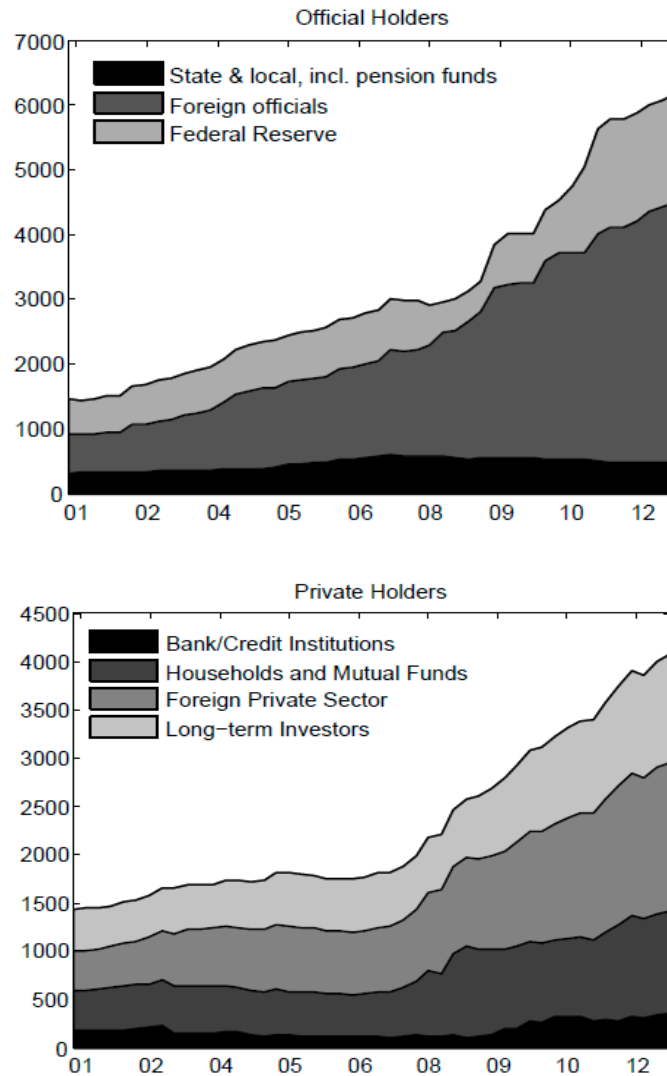 Official Holders
7000
6000
5000
4000
3000
2000
1000
0
State & local, incl. pension funds
Foreign officials
Federal Reserve
01 02 04 05 06 08 09 10 12
Private Holders
4500
4000
3500
3000
2500
2000
1500
1000
500
0
Bank/Credit Institutions
Households and Mutual Funds
Foreign Private Sector
Long-term Investors
01 02 04 05 06 08 09 10 12